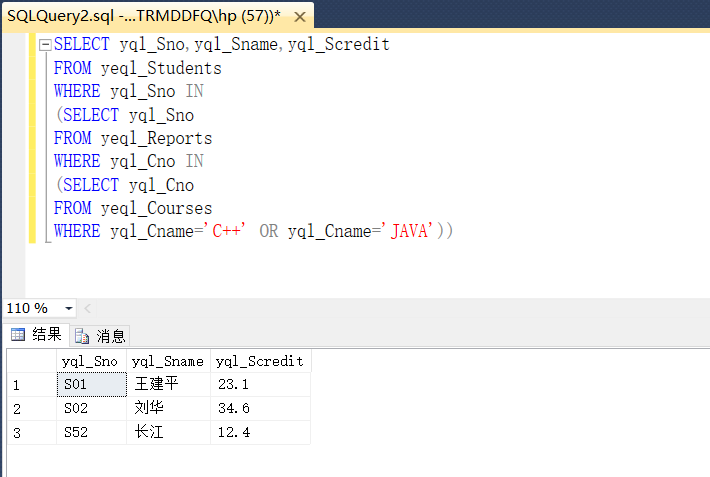 SQLQuery2.sql -...TRMDDFQ\hp (57))*
SELECT yql_Sno,yql_Sname,yql_Scredit
FROM yeql_Students
WHERE yql_Sno IN
(SELECT yql_Sno
FROM yeql_Reports
WHERE yql_Cno IN
(SELECT yql_Cno
FROM yeql_Courses
WHERE yql_Cname='C++' OR yql_Cname='JAVA'))
110 %
结果 消息
yql_Sno yql_Sname yql_Scredit
1 S01 王建平 23.1
2 S02 刘华 34.6
3 S52 长江 12.4